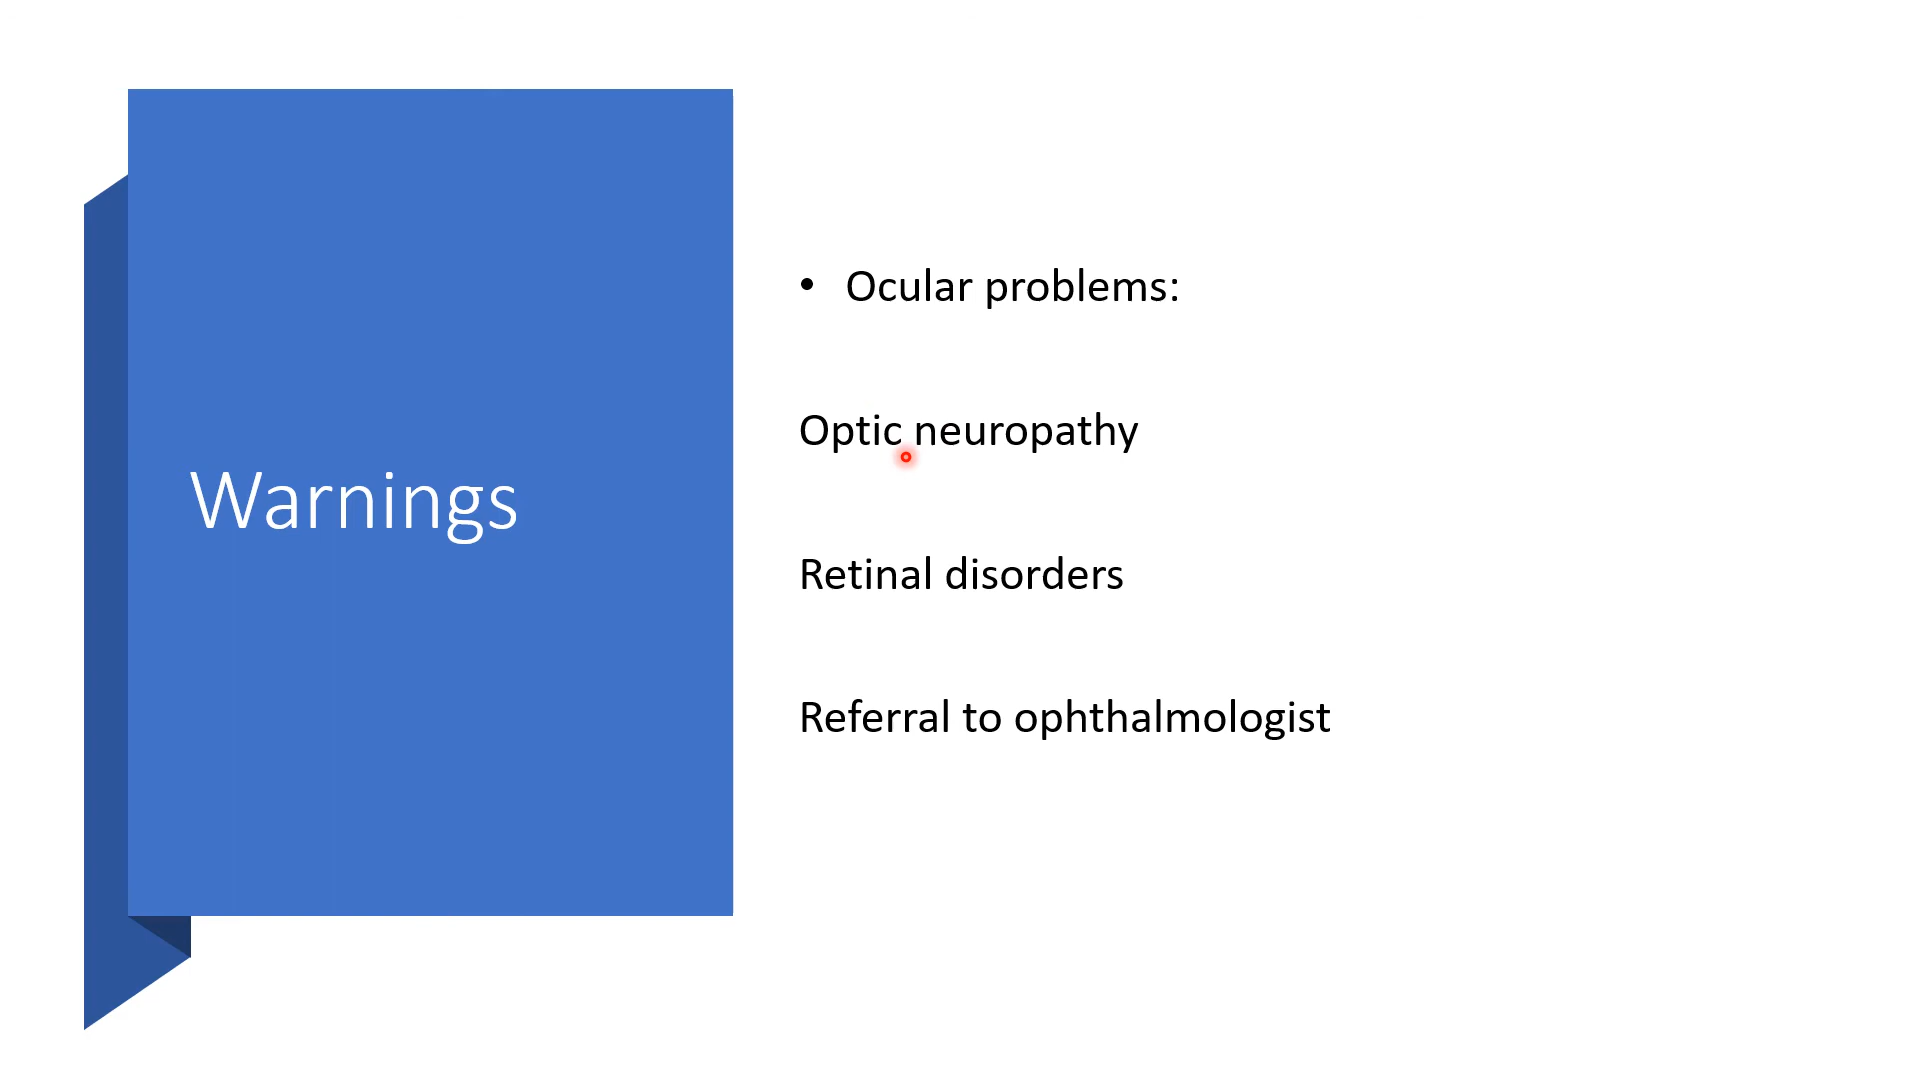 Warnings
• Ocular problems:
Optic neuropathy
Retinal disorders
Referral to ophthalmologist